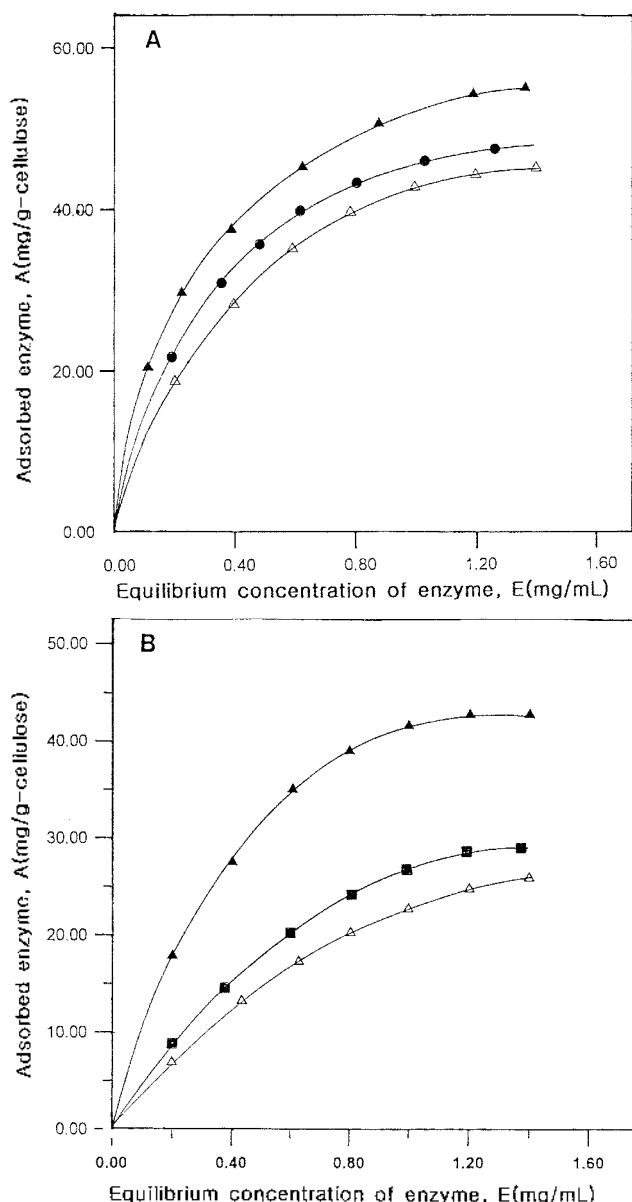 A
60.00
40.00
20.00
0.00
0.00 0.40 0.80 1.20 1.60
Adsorbed enzyme, A(mg/g-cellulose)
Equilibrium concentration of enzyme, E(mg/mL)
B
50.00
40.00
30.00
20.00
10.00
0.00
0.00 0.40 0.80 1.20 1.60
Adsorbed enzyme, A(mg/g-cellulose)
Equilibrium concentration of enzyme, E(mg/mL)